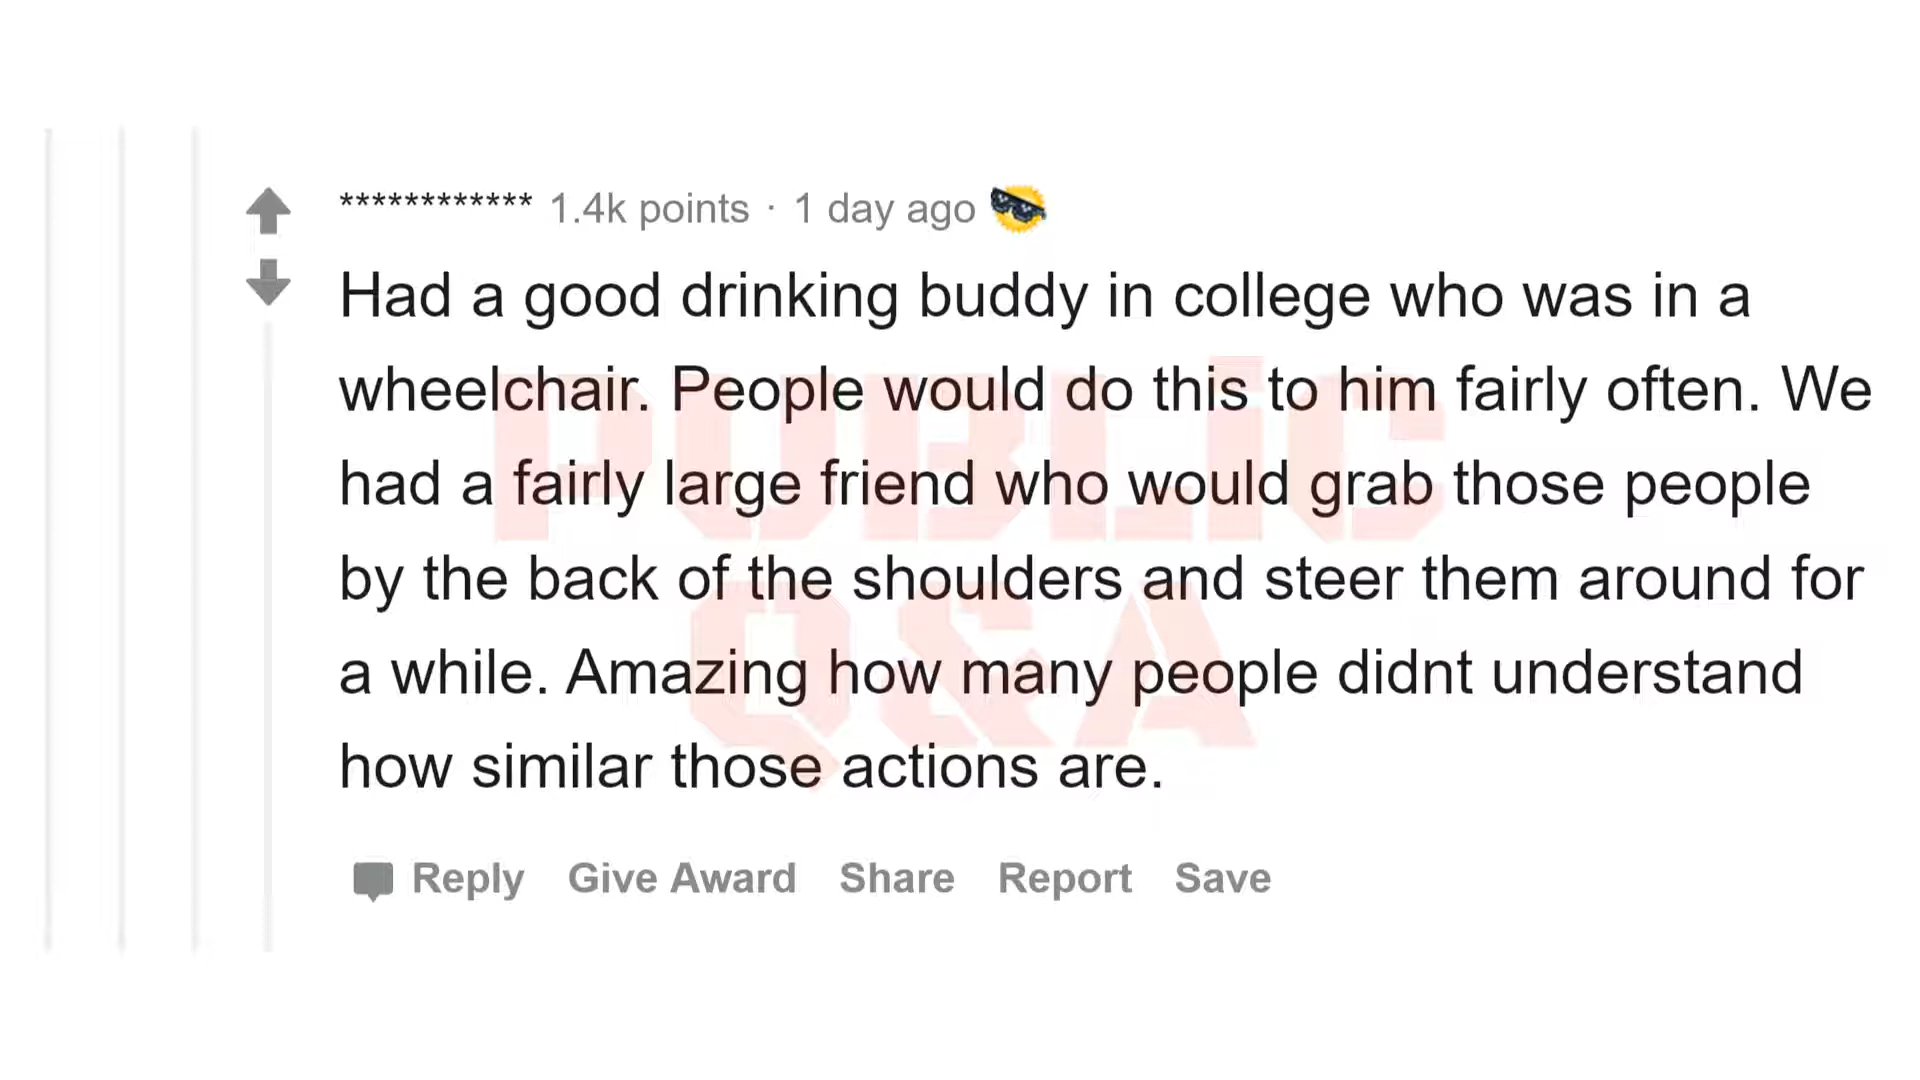 ************ 1.4k points · 1 day ago
Had a good drinking buddy in college who was in a
wheelchair. People would do this to him fairly often. We
had a fairly large friend who would grab those people
by the back of the shoulders and steer them around for
a while. Amazing how many people didnt understand
how similar those actions are.
PUBLiC
Q&A
Reply Give Award Share Report Save